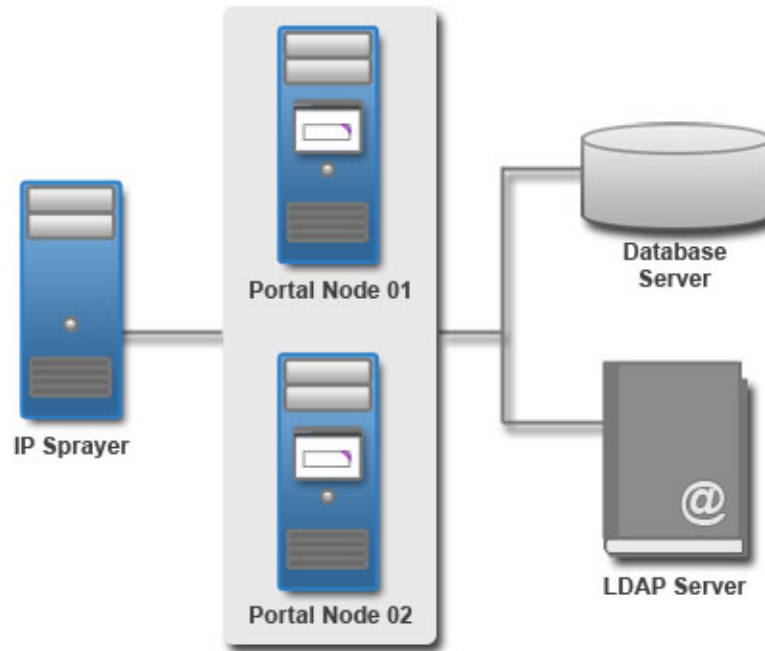 IP Sprayer
Portal Node 01
Portal Node 02
Database
Server
@
LDAP Server